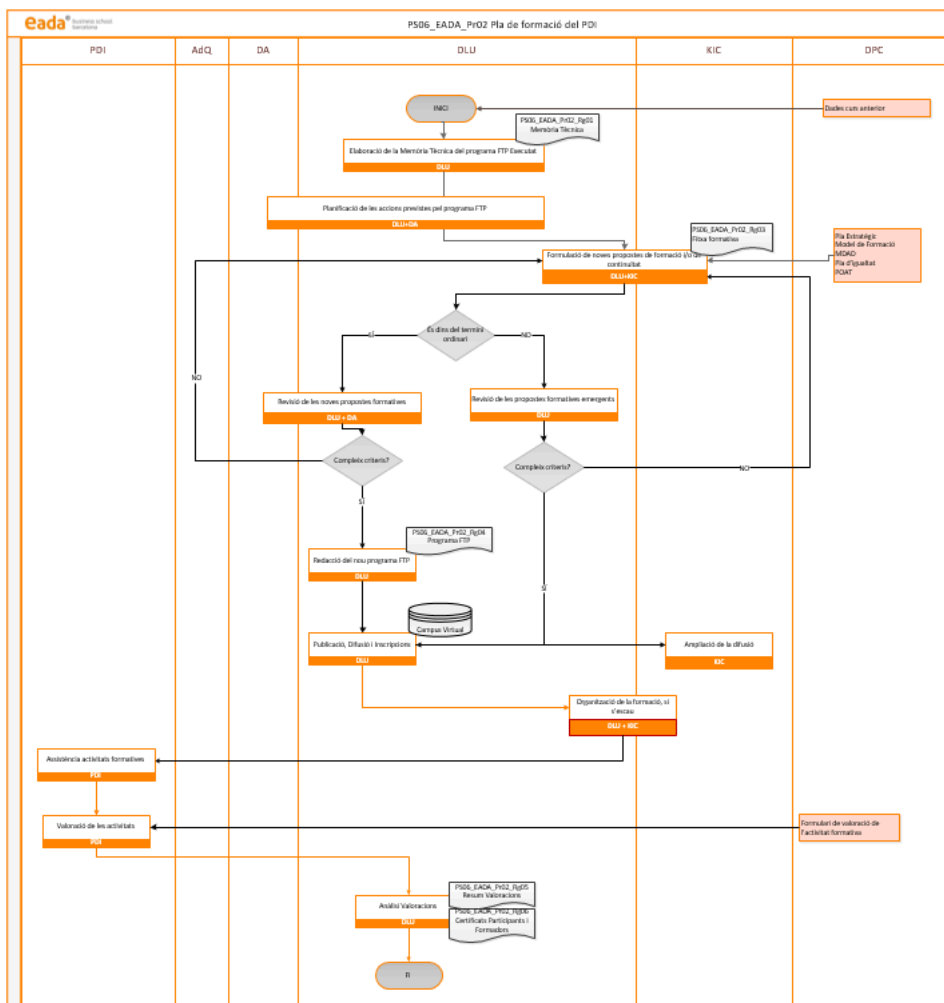 eada business school
barcelona
PS06_EADA_Pr02 Pla de formació del PDI
PDI
AdQ
DA
DLU
KIC
DPC
INICI
Dades curs anterior
PS06_EADA_Pr02_Rg01
Memòria Tècnica
Elaboració de la Memòria Tècnica del programa FTP Executat
DLU
Planificació de les accions previstes pel programa FTP
DLU+DA
PS06_EADA_Pr02_Rg03
Fitxa formativa
Pla Estratègic
Model de Formació
MDAD
Pla d'igualtat
POAT
Formulació de noves propostes de formació i/o de
continuïtat
DLU+KIC
Es dins del termini
ordinari
SÍ
NO
NO
Revisió de les noves propostes formatives
DLU + DA
Revisió de les propostes formatives emergents
DLU
Compleix criteris?
Compleix criteris?
NO
SÍ
PS06_EADA_Pr02_Rg04
Programa FTP
Redacció del nou programa FTP
DLU
SÍ
Campus Virtual
Publicació, Difusió i Inscripcions
DLU
Ampliació de la difusió
KIC
Organització de la formació, si
s'escau
DLU + KIC
Assistència activitats formatives
PDI
Valoració de les activitats
PDI
Formulari de valoració de
l'activitat formativa
PS06_EADA_Pr02_Rg05
Resum Valoracions
Anàlisi Valoracions
DLU
PS06_EADA_Pr02_Rg06
Certificats Participants i
Formadors
FI